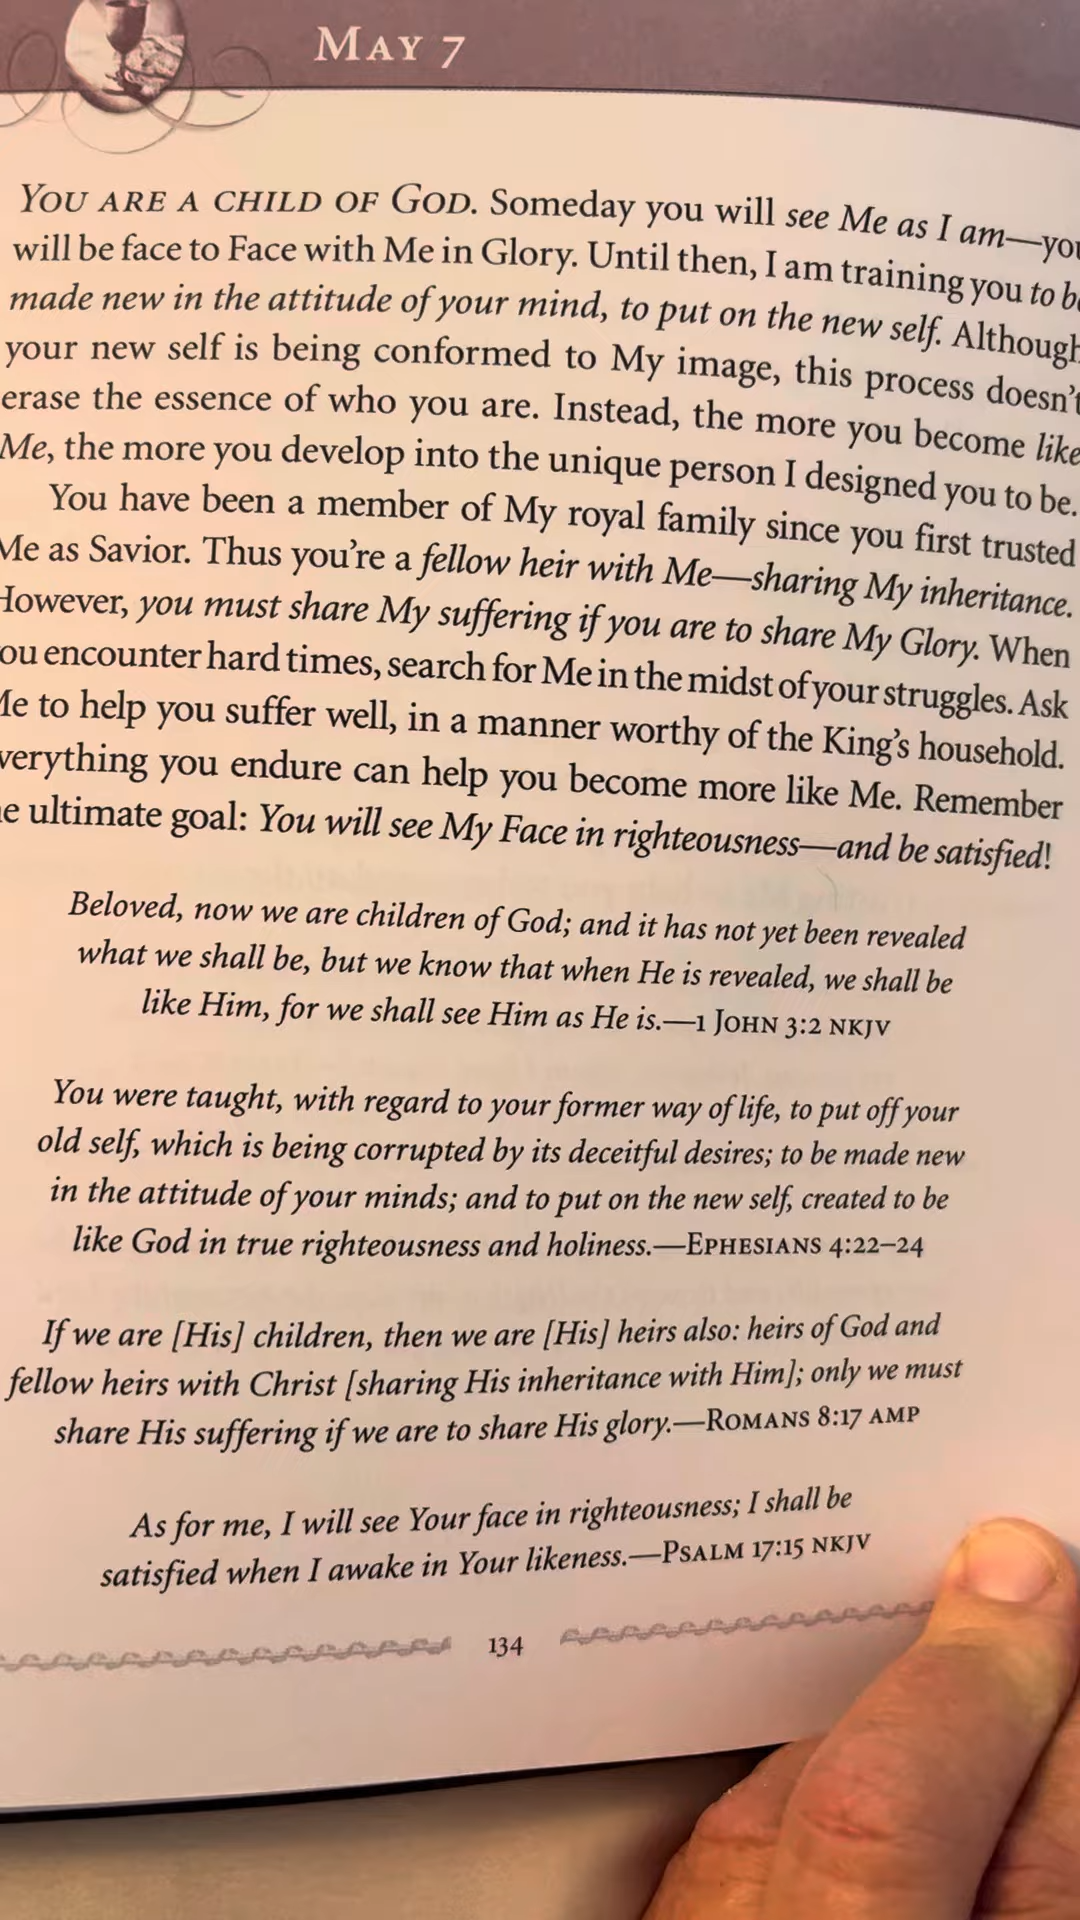 MAY 7
YOU ARE A CHILD OF GOD. Someday you will see Me as I am—you
will be face to Face with Me in Glory. Until then, I am training you to be
made new in the attitude of your mind, to put on the new self. Although
your new self is being conformed to My image, this process doesn't
erase the essence of who you are. Instead, the more you become like
Me, the more you develop into the unique person I designed you to be.
You have been a member of My royal family since you first trusted
Me as Savior. Thus you're a fellow heir with Me—sharing My inheritance.
However, you must share My suffering if you are to share My Glory. When
ou encounter hard times, search for Me in the midst of your struggles. Ask
Me to help you suffer well, in a manner worthy of the King's household.
verything you endure can help you become more like Me. Remember
e ultimate goal: You will see My Face in righteousness—and be satisfied!
Beloved, now we are children of God; and it has not yet been revealed
what we shall be, but we know that when He is revealed, we shall be
like Him, for we shall see Him as He is.—1 JOHN 3:2 NKJV
You were taught, with regard to your former way of life, to put off your
old self, which is being corrupted by its deceitful desires; to be made new
in the attitude of your minds; and to put on the new self, created to be
like God in true righteousness and holiness.—EPHESIANS 4:22–24
If we are [His] children, then we are [His] heirs also: heirs of God and
fellow heirs with Christ [sharing His inheritance with Him]; only we must
share His suffering if we are to share His glory.—ROMANS 8:17 AMP
As for me, I will see Your face in righteousness; I shall be
satisfied when I awake in Your likeness.—PSALM 17:15 NKJV
134